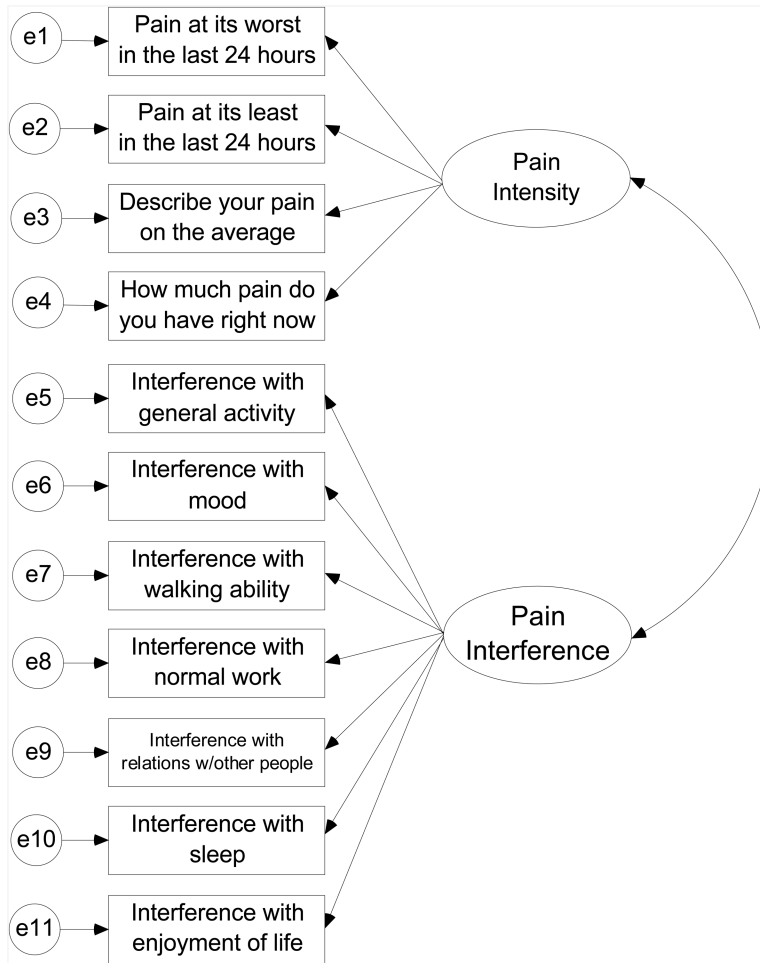 e1
Pain at its worst
in the last 24 hours
e2
Pain at its least
in the last 24 hours
Pain
Intensity
e3
Describe your pain
on the average
e4
How much pain do
you have right now
e5
Interference with
general activity
e6
Interference with
mood
e7
Interference with
walking ability
Pain
Interference
e8
Interference with
normal work
e9
Interference with
relations w/other people
e10
Interference with
sleep
e11
Interference with
enjoyment of life